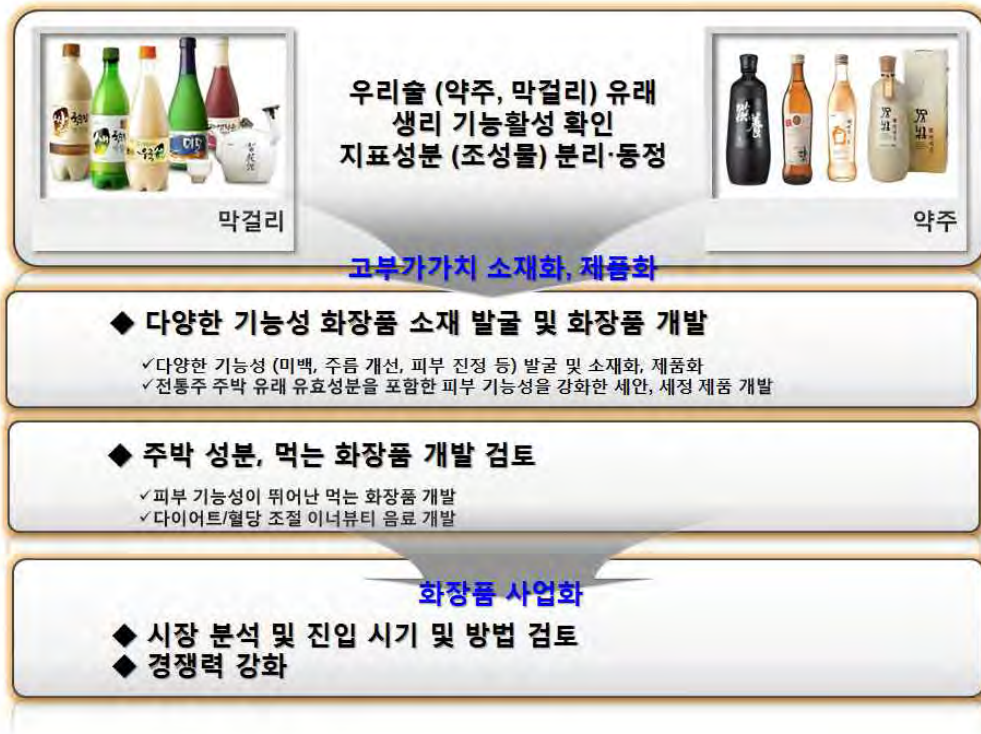 우리술 (약주, 막걸리) 유래
생리 기능활성 확인
지표성분 (조성물) 분리·동정
막걸리
약주
고부가가치 소재화, 제품화
◆ 다양한 기능성 화장품 소재 발굴 및 화장품 개발
✓다양한 기능성 (미백, 주름 개선, 피부 진정 등) 발굴 및 소재화, 제품화
✓전통주 주박 유래 유효성분을 포함한 피부 기능성을 강화한 세안, 세정 제품 개발
◆ 주박 성분, 먹는 화장품 개발 검토
✓피부 기능성이 뛰어난 먹는 화장품 개발
✓다이어트/혈당 조절 이너뷰티 음료 개발
화장품 사업화
◆ 시장 분석 및 진입 시기 및 방법 검토
◆ 경쟁력 강화